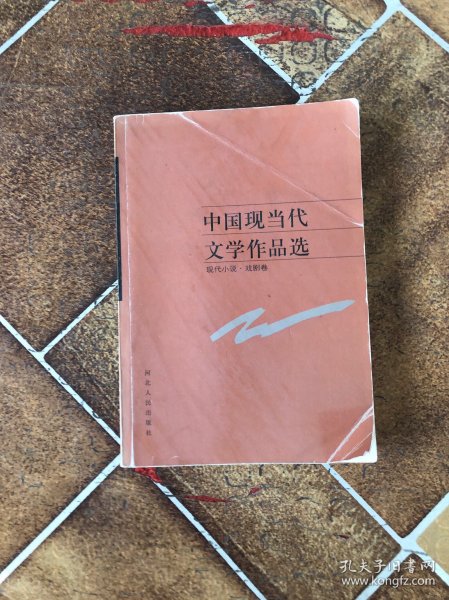 中国现当代
文学作品选
现代小说·戏剧卷
河北人民出版社
孔夫子旧书网
www.kongfz.com